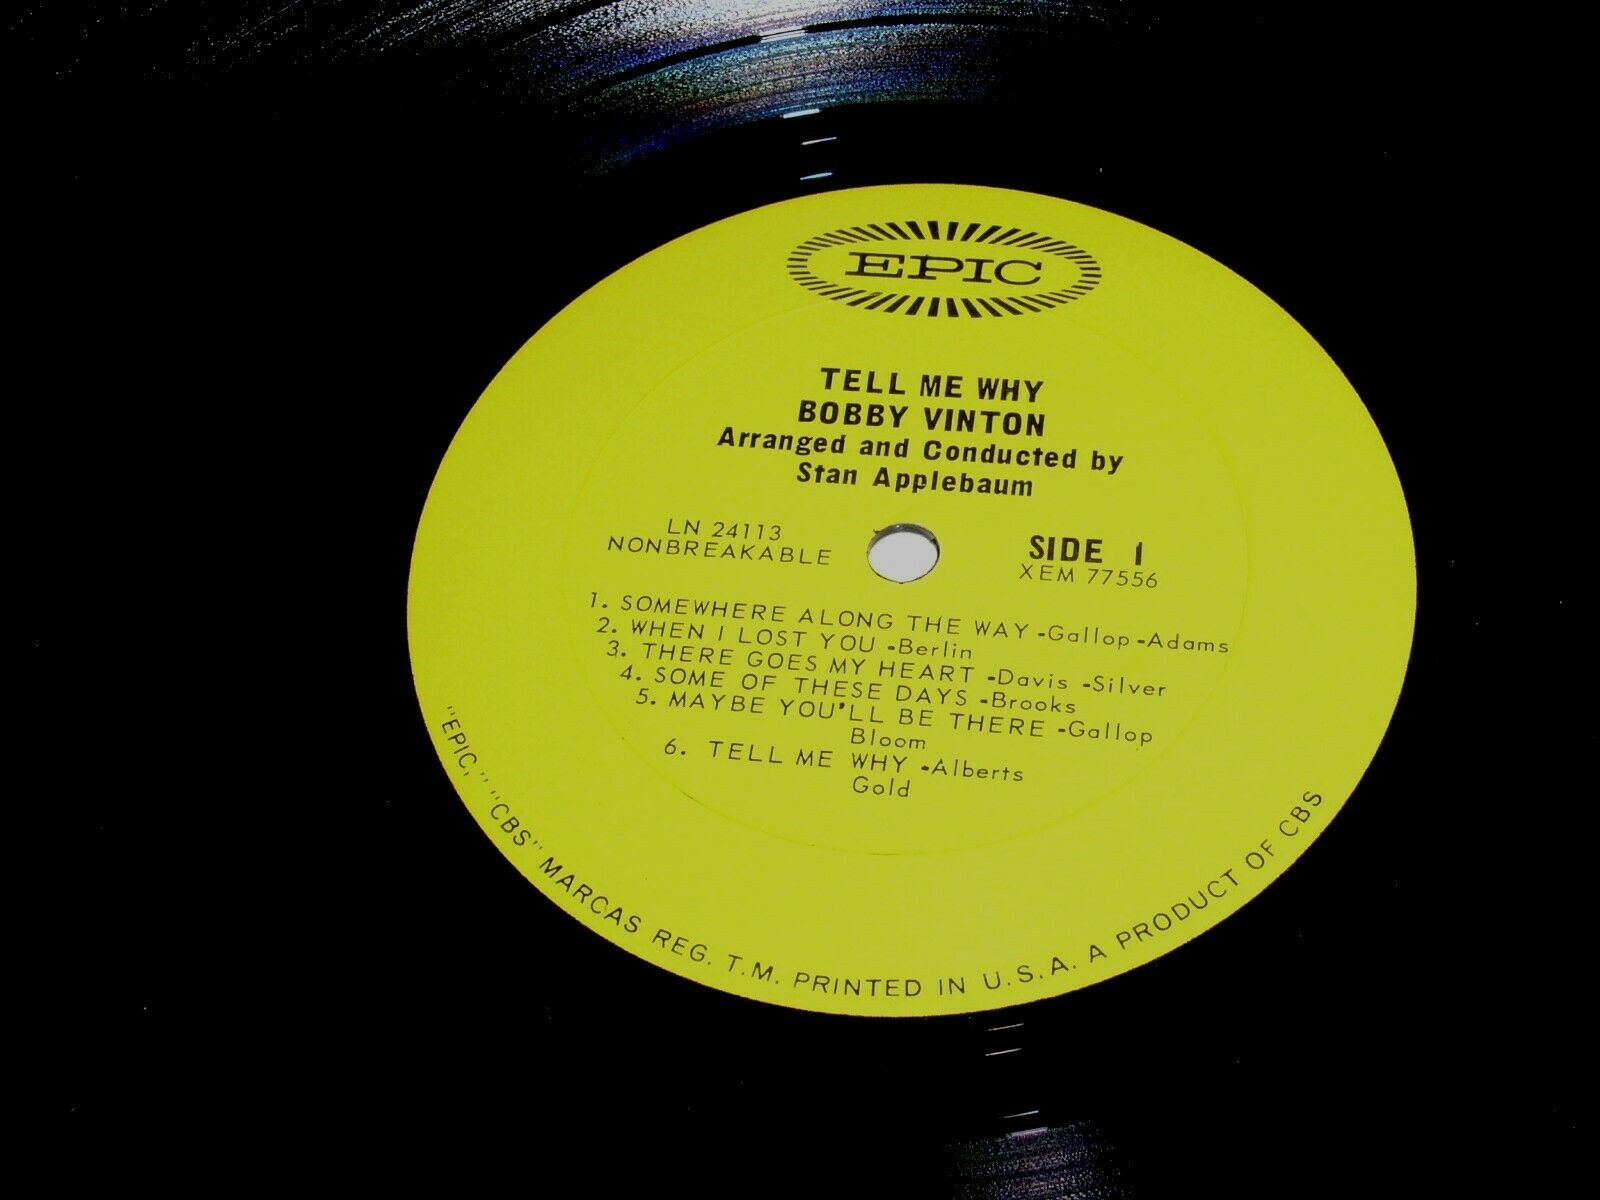 EPIC
TELL ME WHY
BOBBY VINTON
Arranged and Conducted by
Stan Applebaum
LN 24113
NONBREAKABLE
SIDE 1
XEM 77556
1. SOMEWHERE ALONG THE WAY -Gallop -Adams
2. WHEN I LOST YOU -Berlin
3. THERE GOES MY HEART -Davis -Silver
4. SOME OF THESE DAYS -Brooks
5. MAYBE YOU'LL BE THERE -Gallop
Bloom
6. TELL ME WHY -Alberts
Gold
"EPIC," "CBS" MARCAS REG. T.M. PRINTED IN U.S.A. A PRODUCT OF CBS